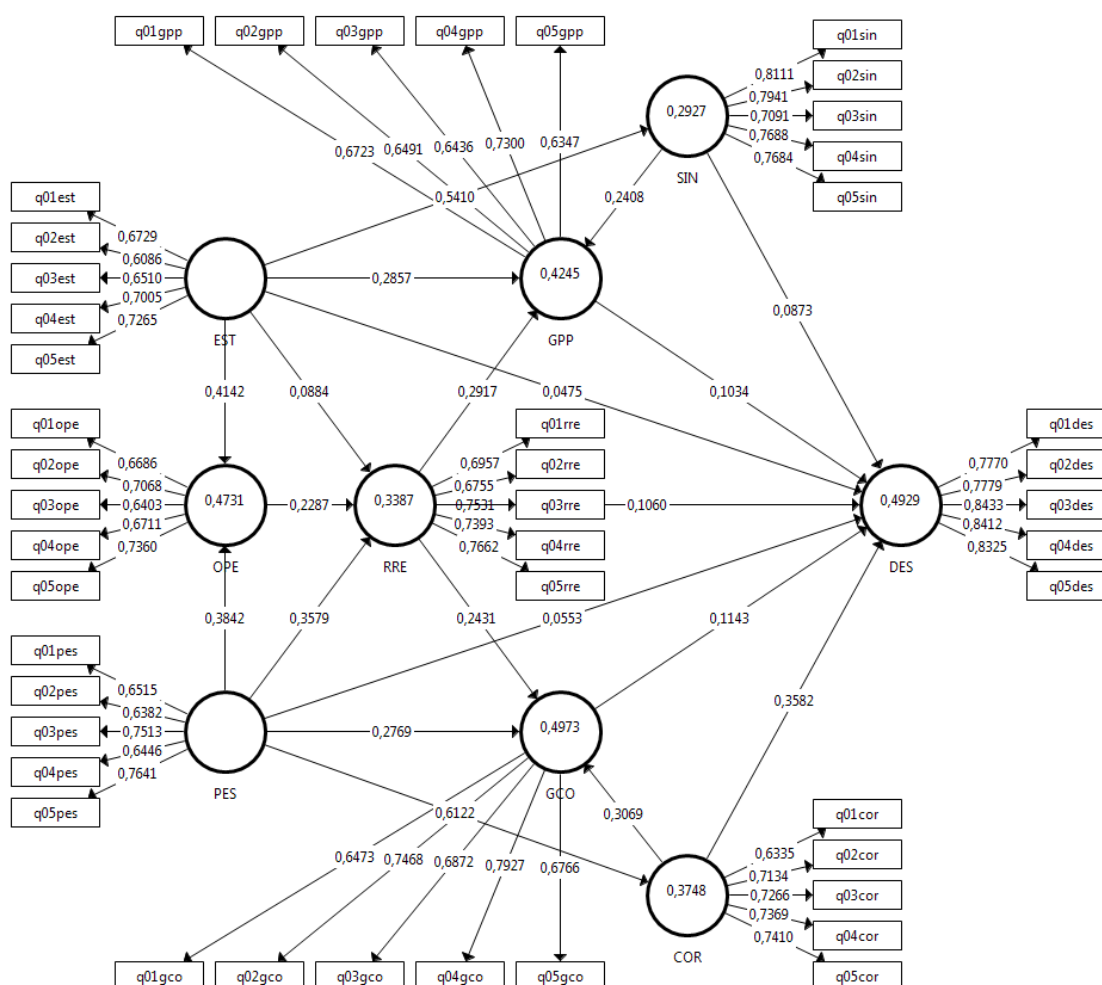 q01gpp
q02gpp
q03gpp
q04gpp
q05gpp
q01sin
q02sin
q03sin
q04sin
q05sin
0,8111
0,7941
0,7091
0,7688
0,7684
0,2927
SIN
0,6723
0,6491
0,6436
0,7300
0,6347
0,5410
0,2408
q01est
q02est
q03est
q04est
q05est
0,6729
0,6086
0,6510
0,7005
0,7265
EST
0,2857
0,4245
GPP
0,0873
0,4142
0,0884
0,2917
0,0475
0,1034
q01ope
q02ope
q03ope
q04ope
q05ope
0,6686
0,7068
0,6403
0,6711
0,7360
0,4731
OPE
0,2287
0,3387
RRE
0,6957
0,6755
0,7531
0,7393
0,7662
q01rre
q02rre
q03rre
q04rre
q05rre
0,1060
0,4929
DES
0,7770
0,7779
0,8433
0,8412
0,8325
q01des
q02des
q03des
q04des
q05des
0,3842
0,3579
0,2431
0,0553
0,1143
q01pes
q02pes
q03pes
q04pes
q05pes
0,6515
0,6382
0,7513
0,6446
0,7641
PES
0,2769
0,4973
GCO
0,3582
0,6122
0,3069
0,6473
0,7468
0,6872
0,7927
0,6766
0,3748
COR
0,6335
0,7134
0,7266
0,7369
0,7410
q01cor
q02cor
q03cor
q04cor
q05cor
q01gco
q02gco
q03gco
q04gco
q05gco